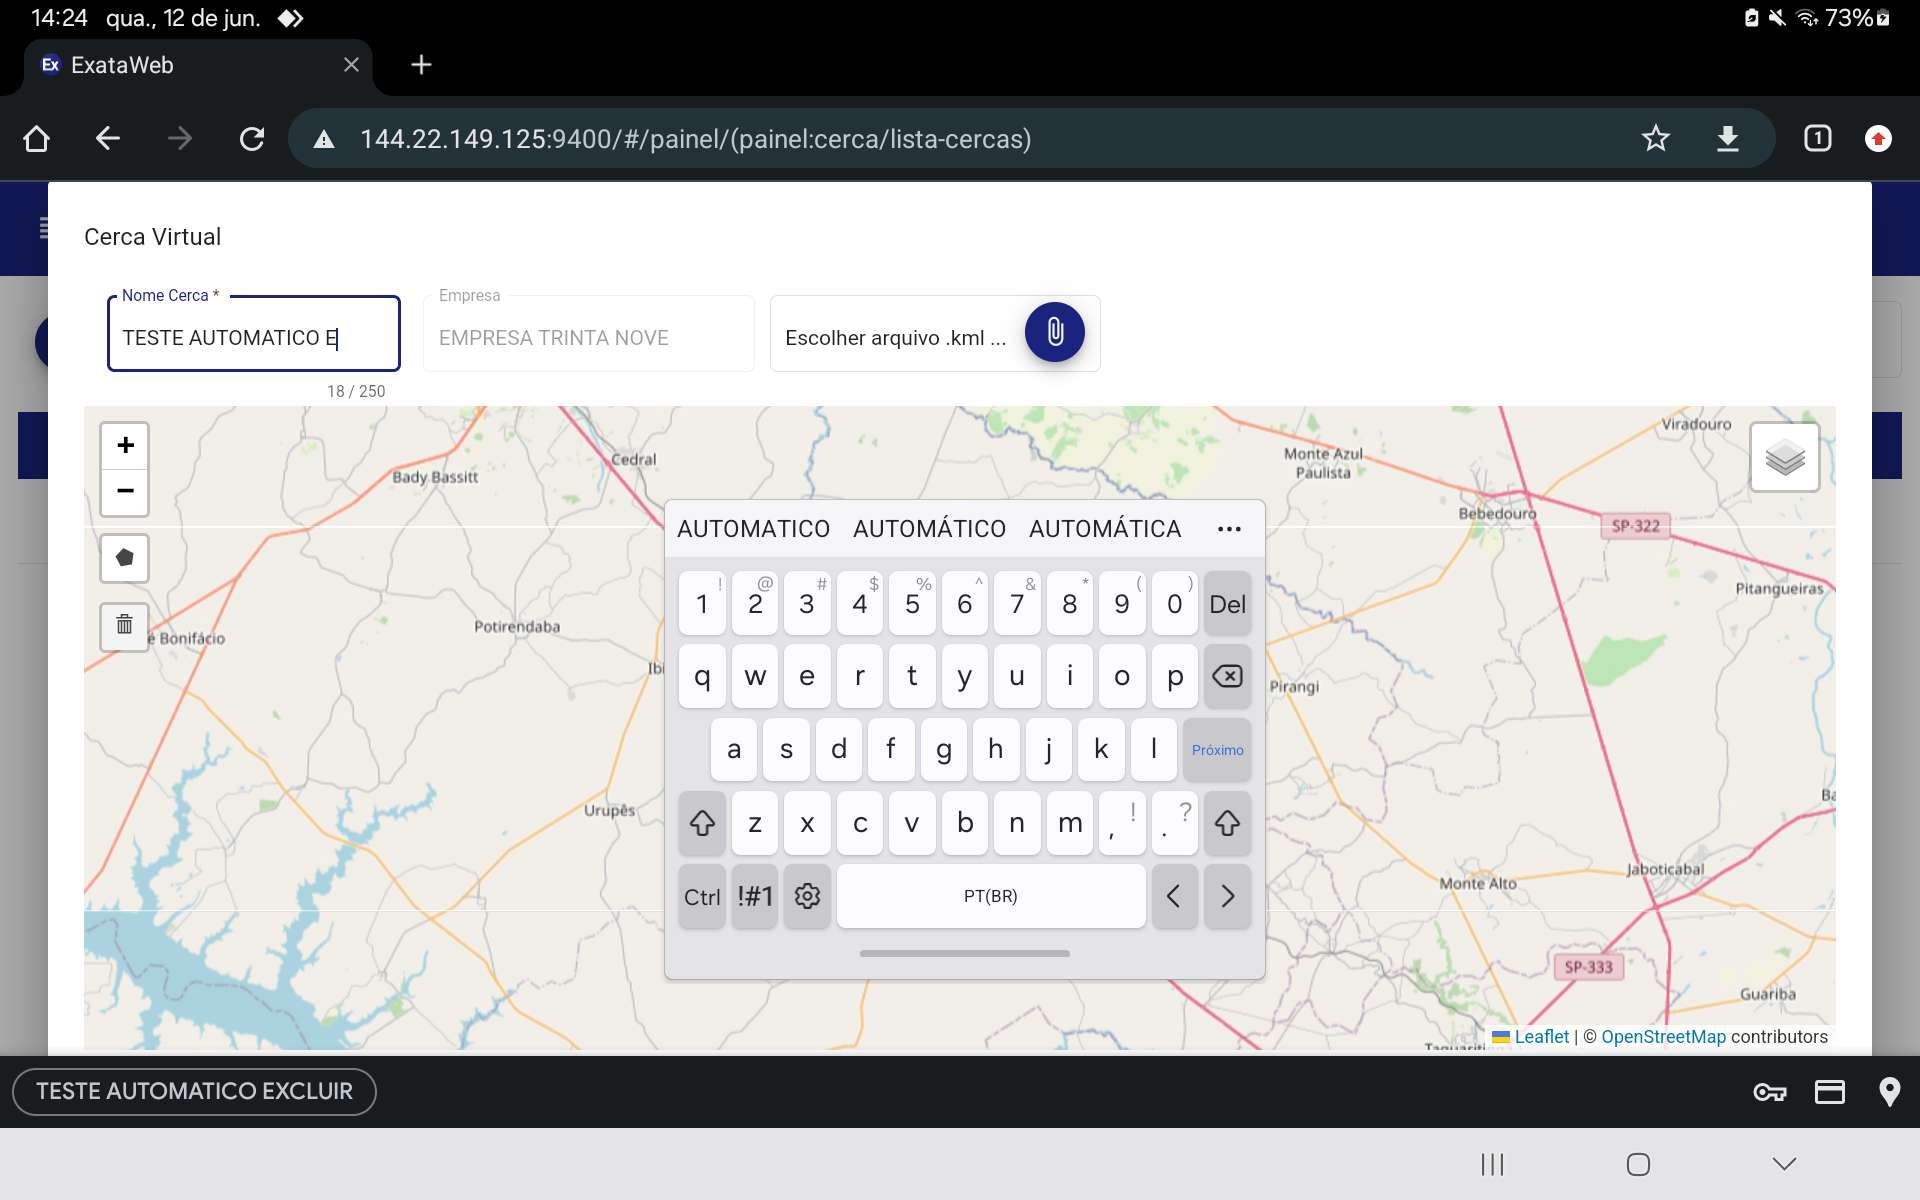 14:24 qua., 12 de jun.
73%
Ex ExataWeb
144.22.149.125:9400/#/painel/(painel:cerca/lista-cercas)
1
Cerca Virtual
Nome Cerca *
TESTE AUTOMATICO E
18 / 250
Empresa
EMPRESA TRINTA NOVE
Escolher arquivo .kml ...
+
−
Viradouro
Cedral
Monte Azul
Paulista
Bady Bassitt
Bebedouro
SP-322
Pitangueiras
é Bonifácio
Potirendaba
Ibi
Pirangi
Urupês
Ba
Jaboticabal
Monte Alto
SP-333
Guariba
AUTOMATICO AUTOMÁTICO AUTOMÁTICA ...
! @ # $ % ^ & * ( )
1 2 3 4 5 6 7 8 9 0 Del
q w e r t y u i o p
a s d f g h j k l Próximo
z x c v b n m , ! . ?
Ctrl !#1 PT(BR) < >
Leaflet | © OpenStreetMap contributors
TESTE AUTOMATICO EXCLUIR